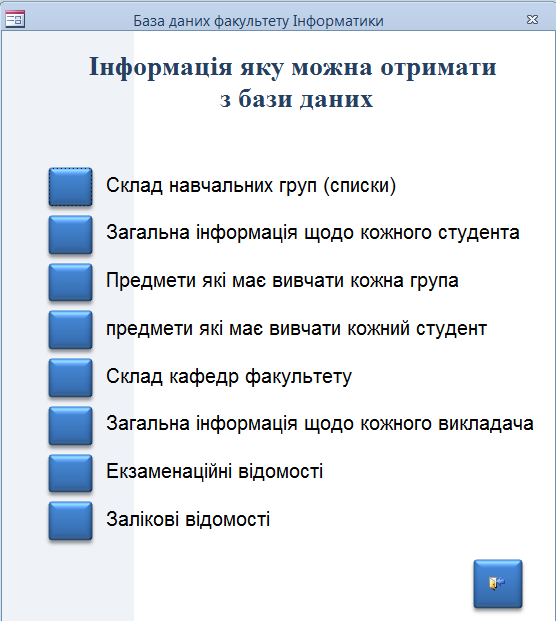 База даних факультету Інформатики
Інформація яку можна отримати
з бази даних
Склад навчальних груп (списки)
Загальна інформація щодо кожного студента
Предмети які має вивчати кожна група
предмети які має вивчати кожний студент
Склад кафедр факультету
Загальна інформація щодо кожного викладача
Екзаменаційні відомості
Залікові відомості